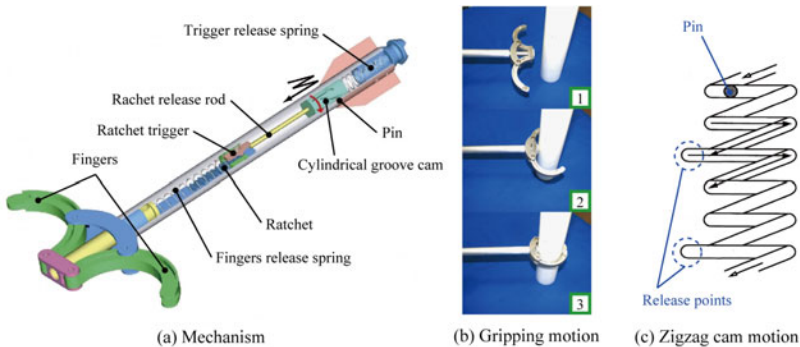 Trigger release spring
Rachet release rod
Ratchet trigger
Fingers
Pin
Cylindrical groove cam
Ratchet
Fingers release spring
(a) Mechanism
1
2
3
(b) Gripping motion
Pin
Release points
(c) Zigzag cam motion